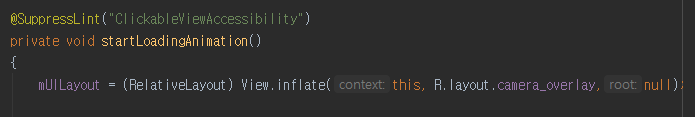 @SuppressLint("ClickableViewAccessibility")
private void startLoadingAnimation()
{
mUILayout = (RelativeLayout) View.inflate( context: this, R.layout.camera_overlay, root: null);